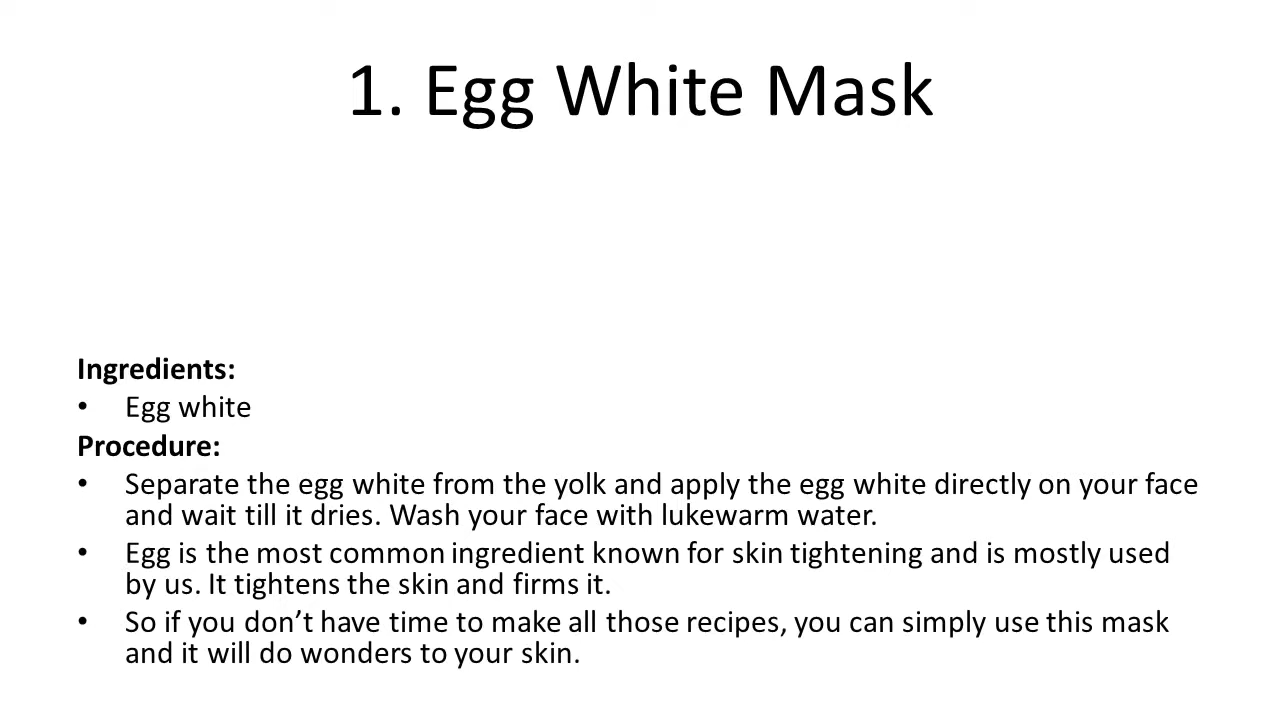 1. Egg White Mask
Ingredients:
• Egg white
Procedure:
• Separate the egg white from the yolk and apply the egg white directly on your face
and wait till it dries. Wash your face with lukewarm water.
• Egg is the most common ingredient known for skin tightening and is mostly used
by us. It tightens the skin and firms it.
• So if you don’t have time to make all those recipes, you can simply use this mask
and it will do wonders to your skin.